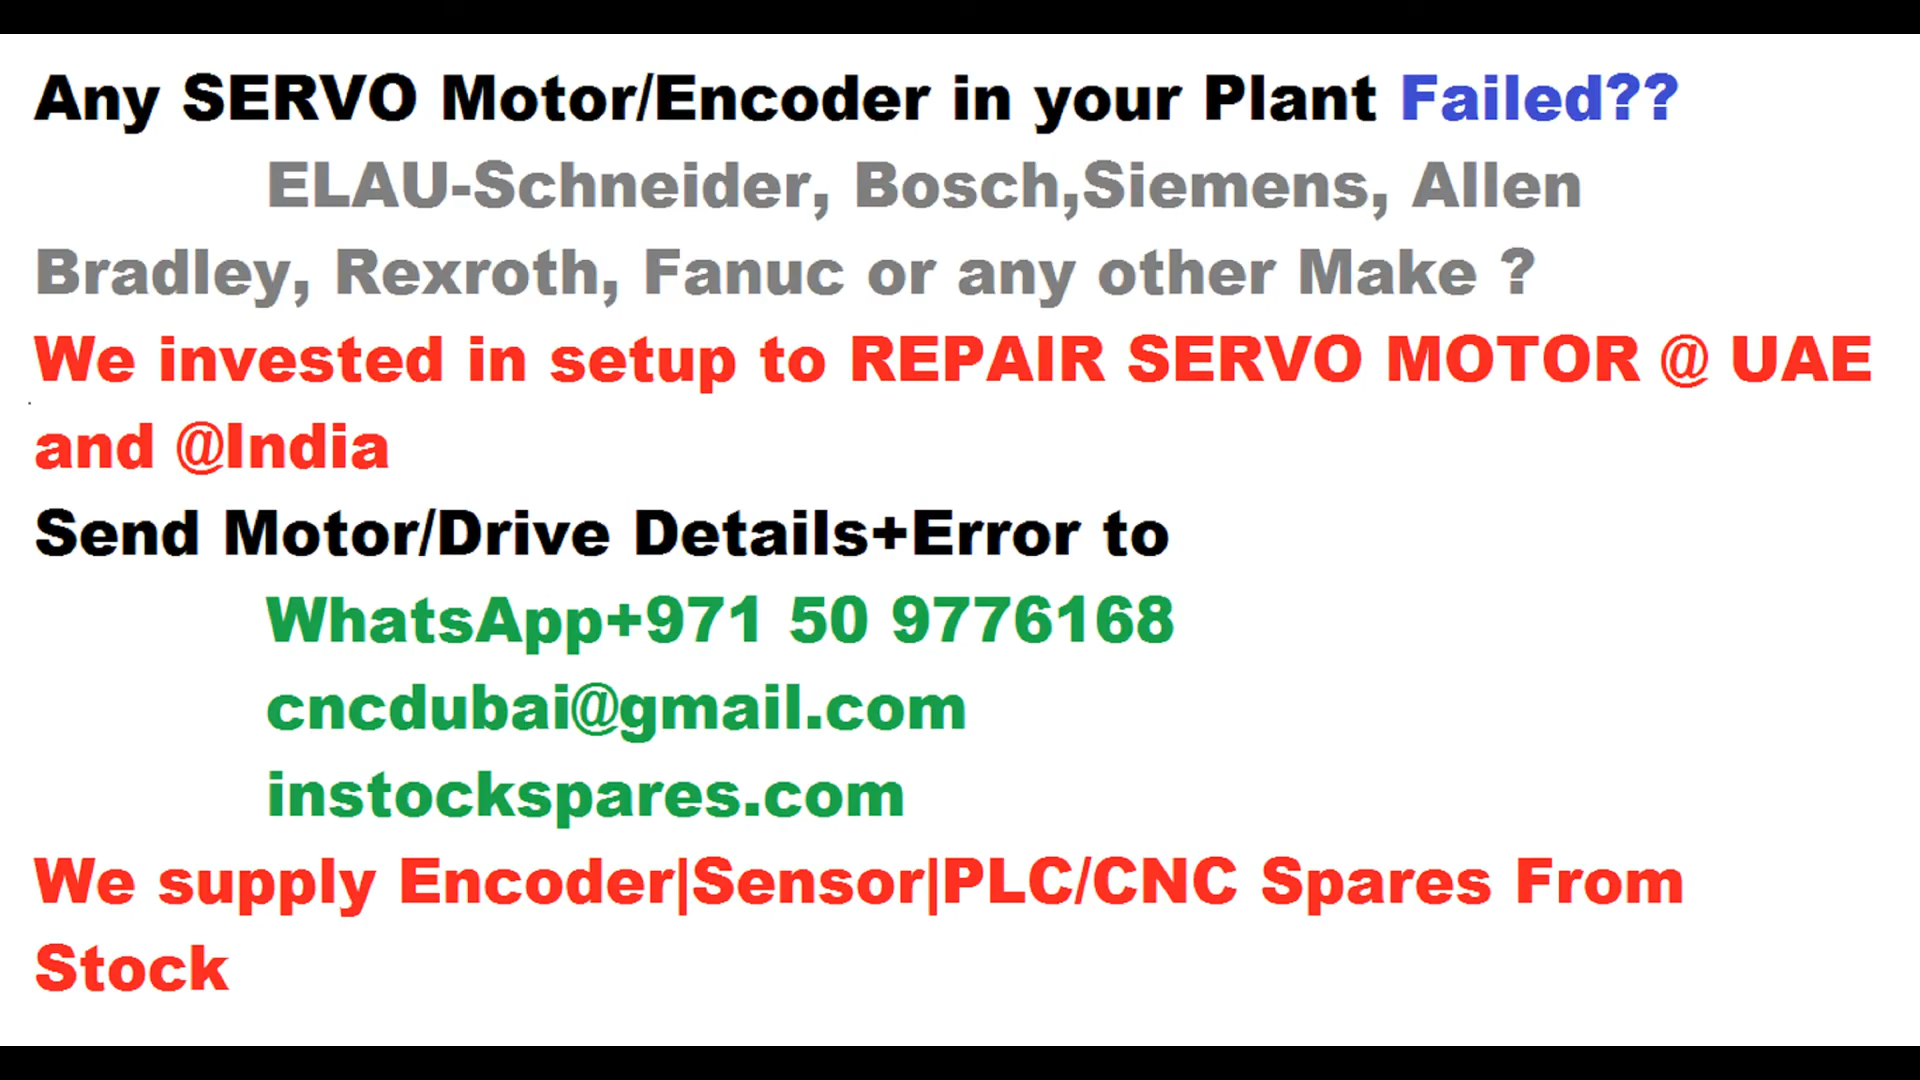 Any SERVO Motor/Encoder in your Plant Failed??
ELAU-Schneider, Bosch,Siemens, Allen
Bradley, Rexroth, Fanuc or any other Make ?
We invested in setup to REPAIR SERVO MOTOR @ UAE
and @India
Send Motor/Drive Details+Error to
WhatsApp+971 50 9776168
cncdubai@gmail.com
instockspares.com
We supply Encoder|Sensor|PLC/CNC Spares From
Stock